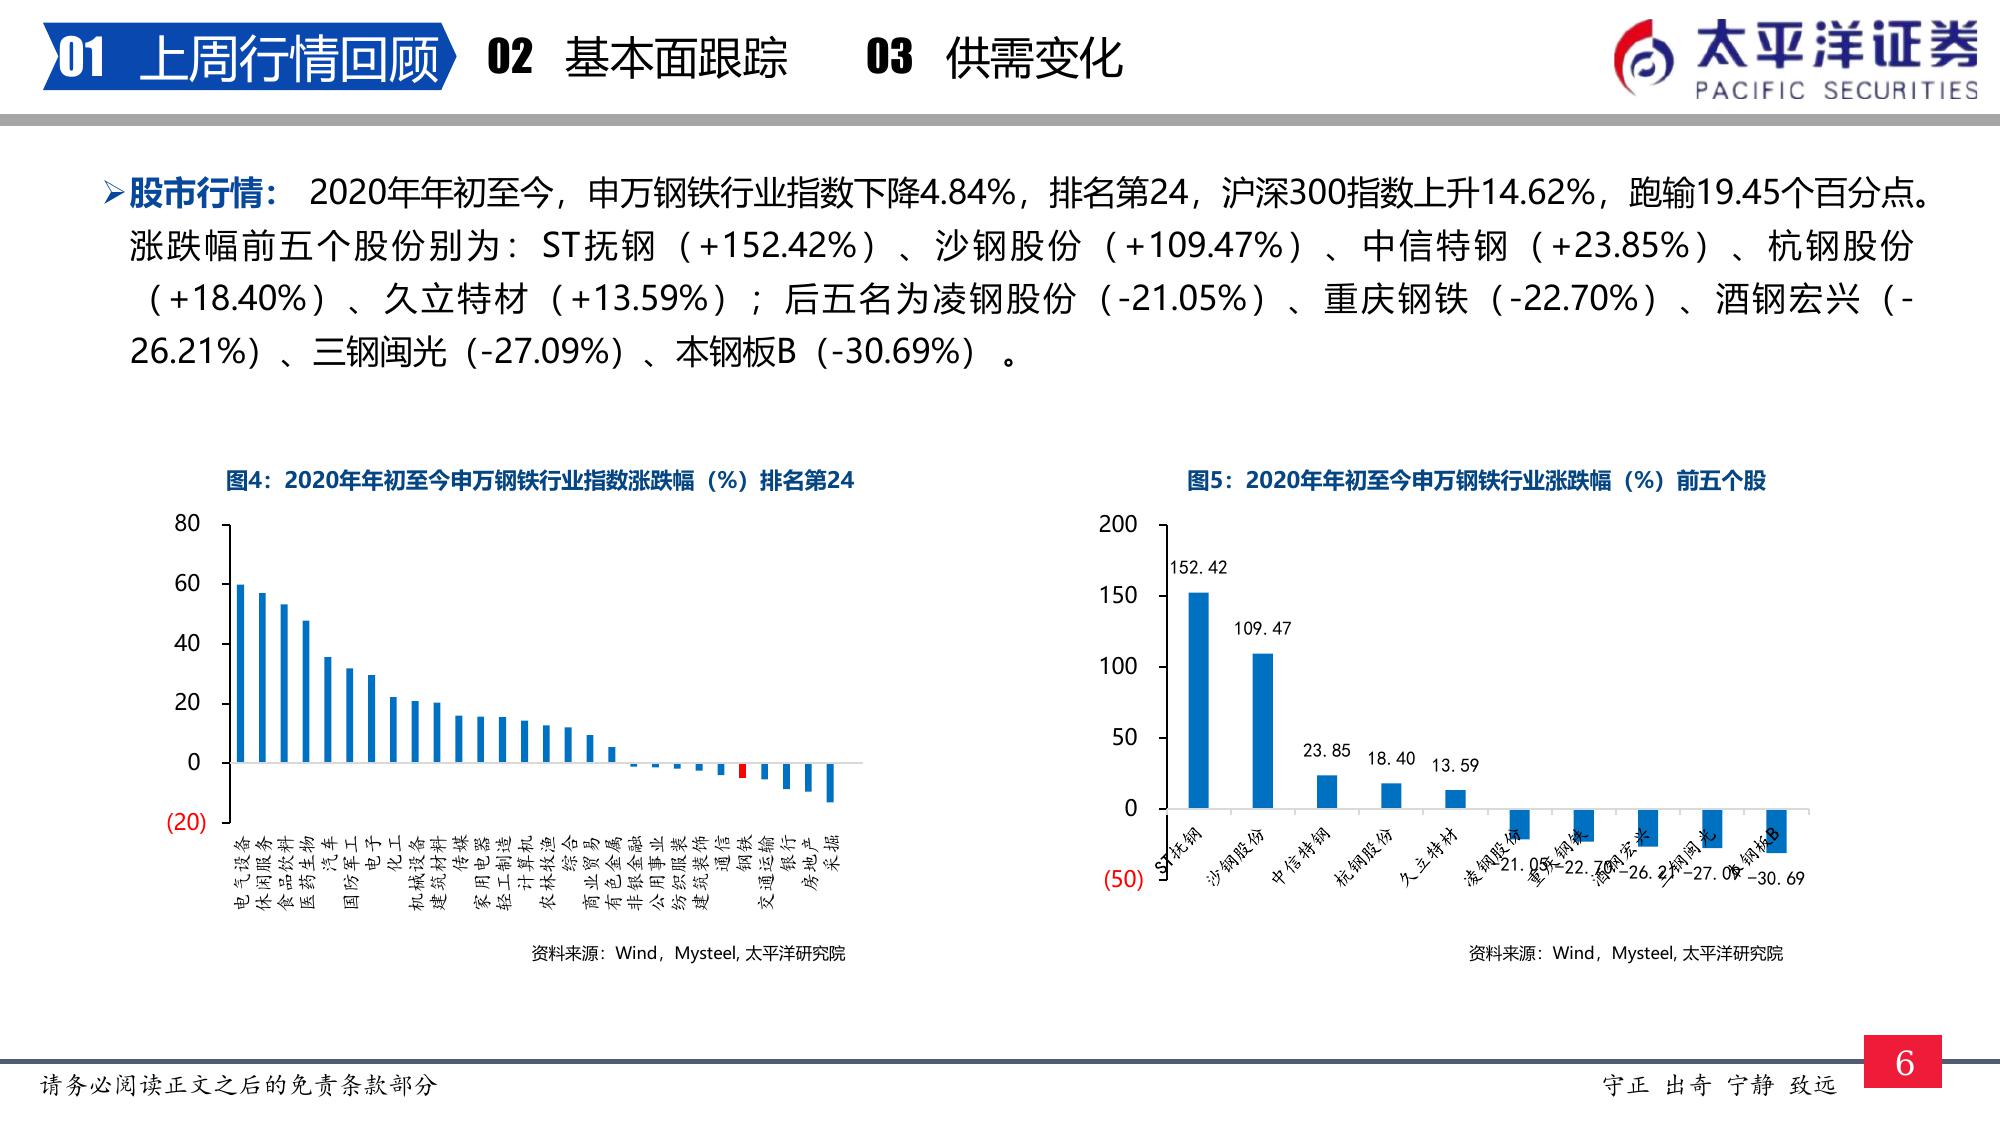 01 上周行情回顾 02 基本面跟踪 03 供需变化
太平洋证券
PACIFIC SECURITIES
➢股市行情： 2020年年初至今，申万钢铁行业指数下降4.84%，排名第24，沪深300指数上升14.62%，跑输19.45个百分点。
涨跌幅前五个股份别为：ST抚钢（+152.42%）、沙钢股份（+109.47%）、中信特钢（+23.85%）、杭钢股份
（+18.40%）、久立特材（+13.59%）；后五名为凌钢股份（-21.05%）、重庆钢铁（-22.70%）、酒钢宏兴（-
26.21%）、三钢闽光（-27.09%）、本钢板B（-30.69%） 。
图4：2020年年初至今申万钢铁行业指数涨跌幅（%）排名第24
80
60
40
20
0
(20)
电气设备
休闲服务
食品饮料
医药生物
汽车
国防军工
电子
化工
机械设备
建筑材料
传媒
家用电器
轻工制造
计算机
农林牧渔
综合
商业贸易
有色金属
非银金融
公用事业
纺织服装
建筑装饰
通信
钢铁
交通运输
银行
房地产
采掘
资料来源：Wind，Mysteel, 太平洋研究院
图5：2020年年初至今申万钢铁行业涨跌幅（%）前五个股
200
150
100
50
0
(50)
152.42
109.47
23.85
18.40
13.59
-21.05
-22.70
-26.21
-27.09
-30.69
ST抚钢
沙钢股份
中信特钢
杭钢股份
久立特材
凌钢股份
重庆钢铁
酒钢宏兴
三钢闽光
本钢板B
资料来源：Wind，Mysteel, 太平洋研究院
请务必阅读正文之后的免责条款部分
守正 出奇 宁静 致远
6